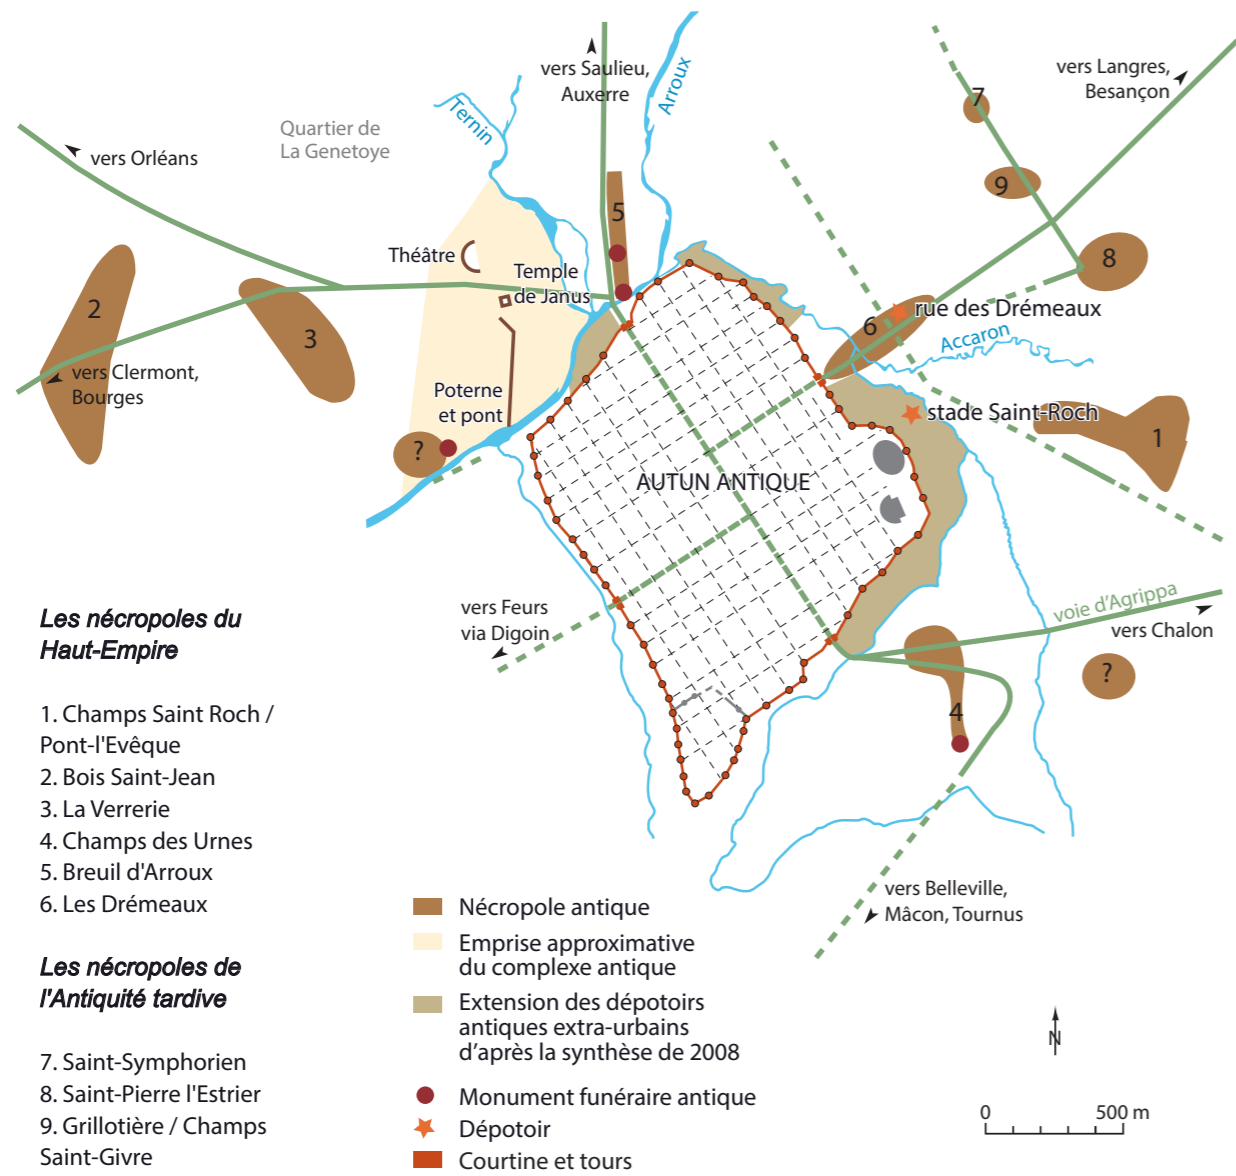 vers Saulieu,
Auxerre
Arroux
Ternin
Quartier de
La Genetoye
vers Orléans
vers Langres,
Besançon
7
9
8
5
Théâtre
Temple
de Janus
2
3
6
rue des Drémeaux
Accaron
vers Clermont,
Bourges
Poterne
et pont
?
stade Saint-Roch
1
AUTUN ANTIQUE
vers Feurs
via Digoin
voie d'Agrippa
vers Chalon
?
4
vers Belleville,
Mâcon, Tournus
Les nécropoles du
Haut-Empire
1. Champs Saint Roch /
Pont-l'Evêque
2. Bois Saint-Jean
3. La Verrerie
4. Champs des Urnes
5. Breuil d'Arroux
6. Les Drémeaux
Les nécropoles de
l'Antiquité tardive
7. Saint-Symphorien
8. Saint-Pierre l'Estrier
9. Grillotière / Champs
Saint-Givre
Nécropole antique
Emprise approximative
du complexe antique
Extension des dépotoirs
antiques extra-urbains
d'après la synthèse de 2008
Monument funéraire antique
Dépotoir
Courtine et tours
N
0 500 m